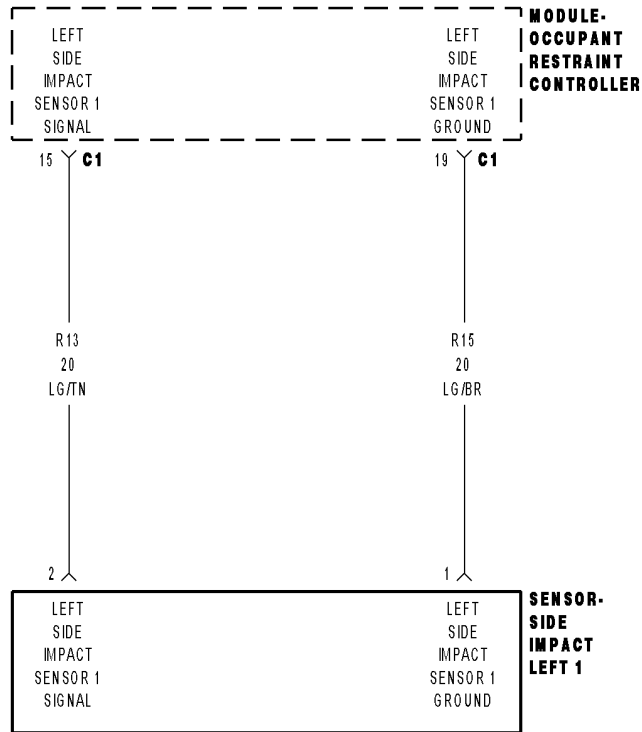 MODULE-
OCCUPANT
RESTRAINT
CONTROLLER
LEFT
SIDE
IMPACT
SENSOR 1
SIGNAL
LEFT
SIDE
IMPACT
SENSOR 1
GROUND
15 C1
19 C1
R13
20
LG/TN
R15
20
LG/BR
2
1
LEFT
SIDE
IMPACT
SENSOR 1
SIGNAL
LEFT
SIDE
IMPACT
SENSOR 1
GROUND
SENSOR-
SIDE
IMPACT
LEFT 1